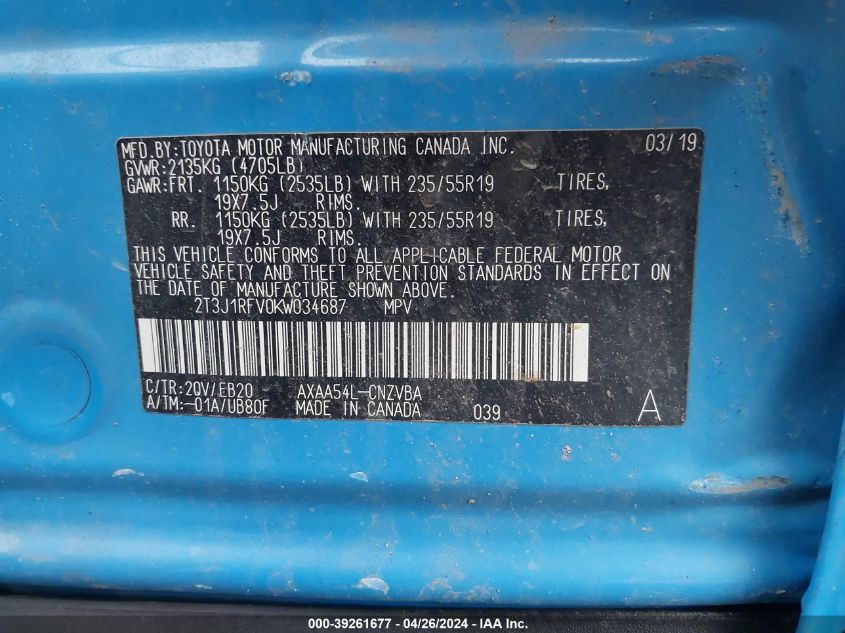 MFD.BY:TOYOTA MOTOR MANUFACTURING CANADA INC. 03/19
GVWR:2135KG (4705LB)
GAWR:FRT. 1150KG (2535LB) WITH 235/55R19 TIRES,
19X7.5J RIMS.
RR. 1150KG (2535LB) WITH 235/55R19 TIRES,
19X7.5J RIMS.
THIS VEHICLE CONFORMS TO ALL APPLICABLE FEDERAL MOTOR
VEHICLE SAFETY AND THEFT PREVENTION STANDARDS IN EFFECT ON
THE DATE OF MANUFACTURE SHOWN ABOVE.
2T3J1RFV0KW034687 MPV
C/TR:2QV/EB20 AXAA54L-CNZVBA
A/TM:-01A/UB80F MADE IN CANADA 039 A
000-39261677 - 04/26/2024 - IAA Inc.